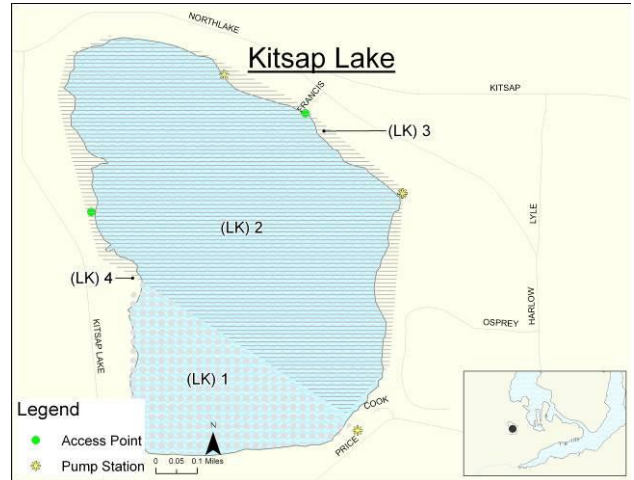 NORTHLAKE
Kitsap Lake
KITSAP
FRANCIS
(LK) 3
LYLE
(LK) 2
(LK) 4
HARLOW
OSPREY
KITSAP LAKE
(LK) 1
COOK
PRICE
Legend
Access Point
Pump Station
N
0 0.05 0.1 Miles